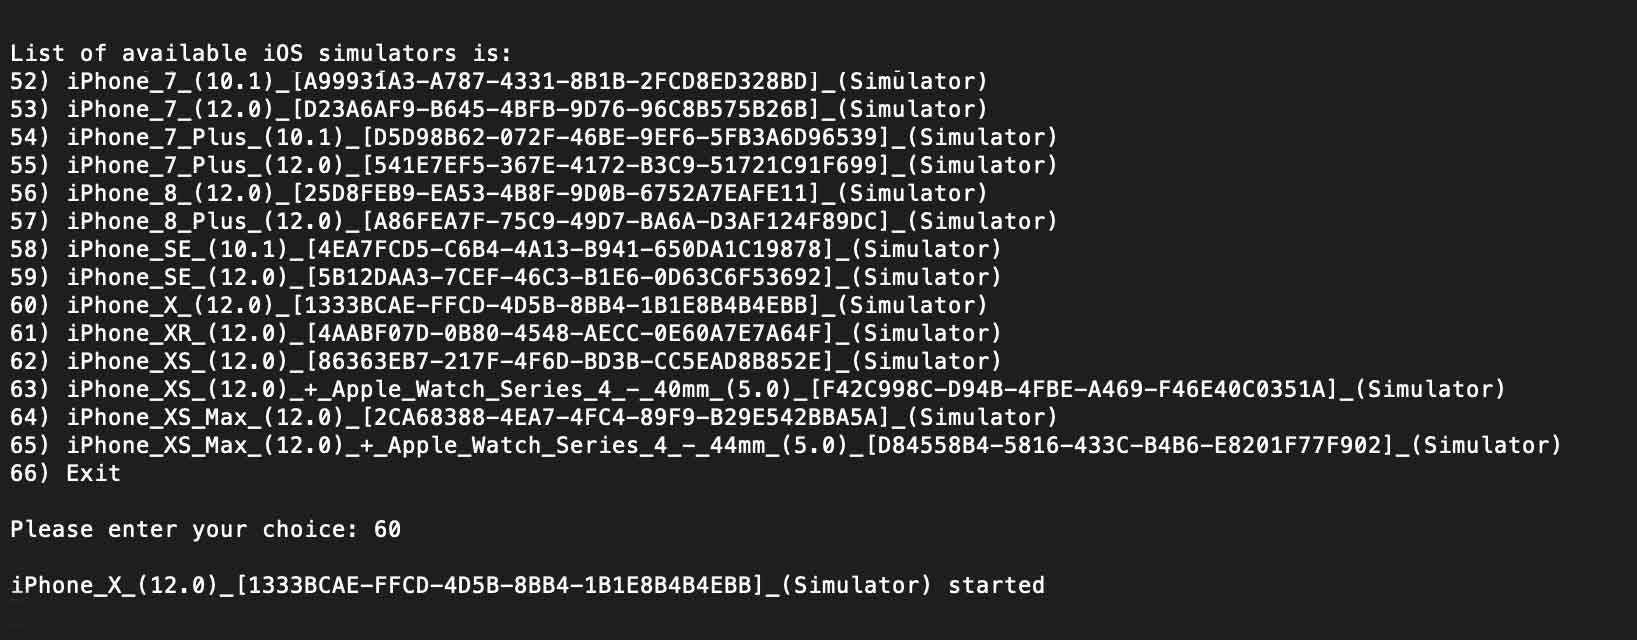 List of available iOS simulators is:
52) iPhone_7_(10.1)_[A99931A3-A787-4331-8B1B-2FCD8ED328BD]_(Simulator)
53) iPhone_7_(12.0)_[D23A6AF9-B645-4BFB-9D76-96C8B575B26B]_(Simulator)
54) iPhone_7_Plus_(10.1)_[D5D98B62-072F-46BE-9EF6-5FB3A6D96539]_(Simulator)
55) iPhone_7_Plus_(12.0)_[541E7EF5-367E-4172-B3C9-51721C91F699]_(Simulator)
56) iPhone_8_(12.0)_[25D8FEB9-EA53-4B8F-9D0B-6752A7EAFE11]_(Simulator)
57) iPhone_8_Plus_(12.0)_[A86FEA7F-75C9-49D7-BA6A-D3AF124F89DC]_(Simulator)
58) iPhone_SE_(10.1)_[4EA7FCD5-C6B4-4A13-B941-650DA1C19878]_(Simulator)
59) iPhone_SE_(12.0)_[5B12DAA3-7CEF-46C3-B1E6-0D63C6F53692]_(Simulator)
60) iPhone_X_(12.0)_[1333BCAE-FFCD-4D5B-8BB4-1B1E8B4B4EBB]_(Simulator)
61) iPhone_XR_(12.0)_[4AABF07D-0B80-4548-AECC-0E60A7E7A64F]_(Simulator)
62) iPhone_XS_(12.0)_[86363EB7-217F-4F6D-BD3B-CC5EAD8B852E]_(Simulator)
63) iPhone_XS_(12.0)_+_Apple_Watch_Series_4_-_40mm_(5.0)_[F42C998C-D94B-4FBE-A469-F46E40C0351A]_(Simulator)
64) iPhone_XS_Max_(12.0)_[2CA68388-4EA7-4FC4-89F9-B29E542BBA5A]_(Simulator)
65) iPhone_XS_Max_(12.0)_+_Apple_Watch_Series_4_-_44mm_(5.0)_[D84558B4-5816-433C-B4B6-E8201F77F902]_(Simulator)
66) Exit
Please enter your choice: 60
iPhone_X_(12.0)_[1333BCAE-FFCD-4D5B-8BB4-1B1E8B4B4EBB]_(Simulator) started